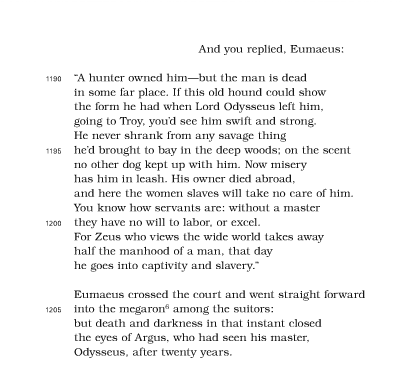 And you replied, Eumaeus:
1190 “A hunter owned him—but the man is dead
in some far place. If this old hound could show
the form he had when Lord Odysseus left him,
going to Troy, you’d see him swift and strong.
He never shrank from any savage thing
1195 he’d brought to bay in the deep woods; on the scent
no other dog kept up with him. Now misery
has him in leash. His owner died abroad,
and here the women slaves will take no care of him.
You know how servants are: without a master
1200 they have no will to labor, or excel.
For Zeus who views the wide world takes away
half the manhood of a man, that day
he goes into captivity and slavery.”
Eumaeus crossed the court and went straight forward
1205 into the megaron⁶ among the suitors:
but death and darkness in that instant closed
the eyes of Argus, who had seen his master,
Odysseus, after twenty years.